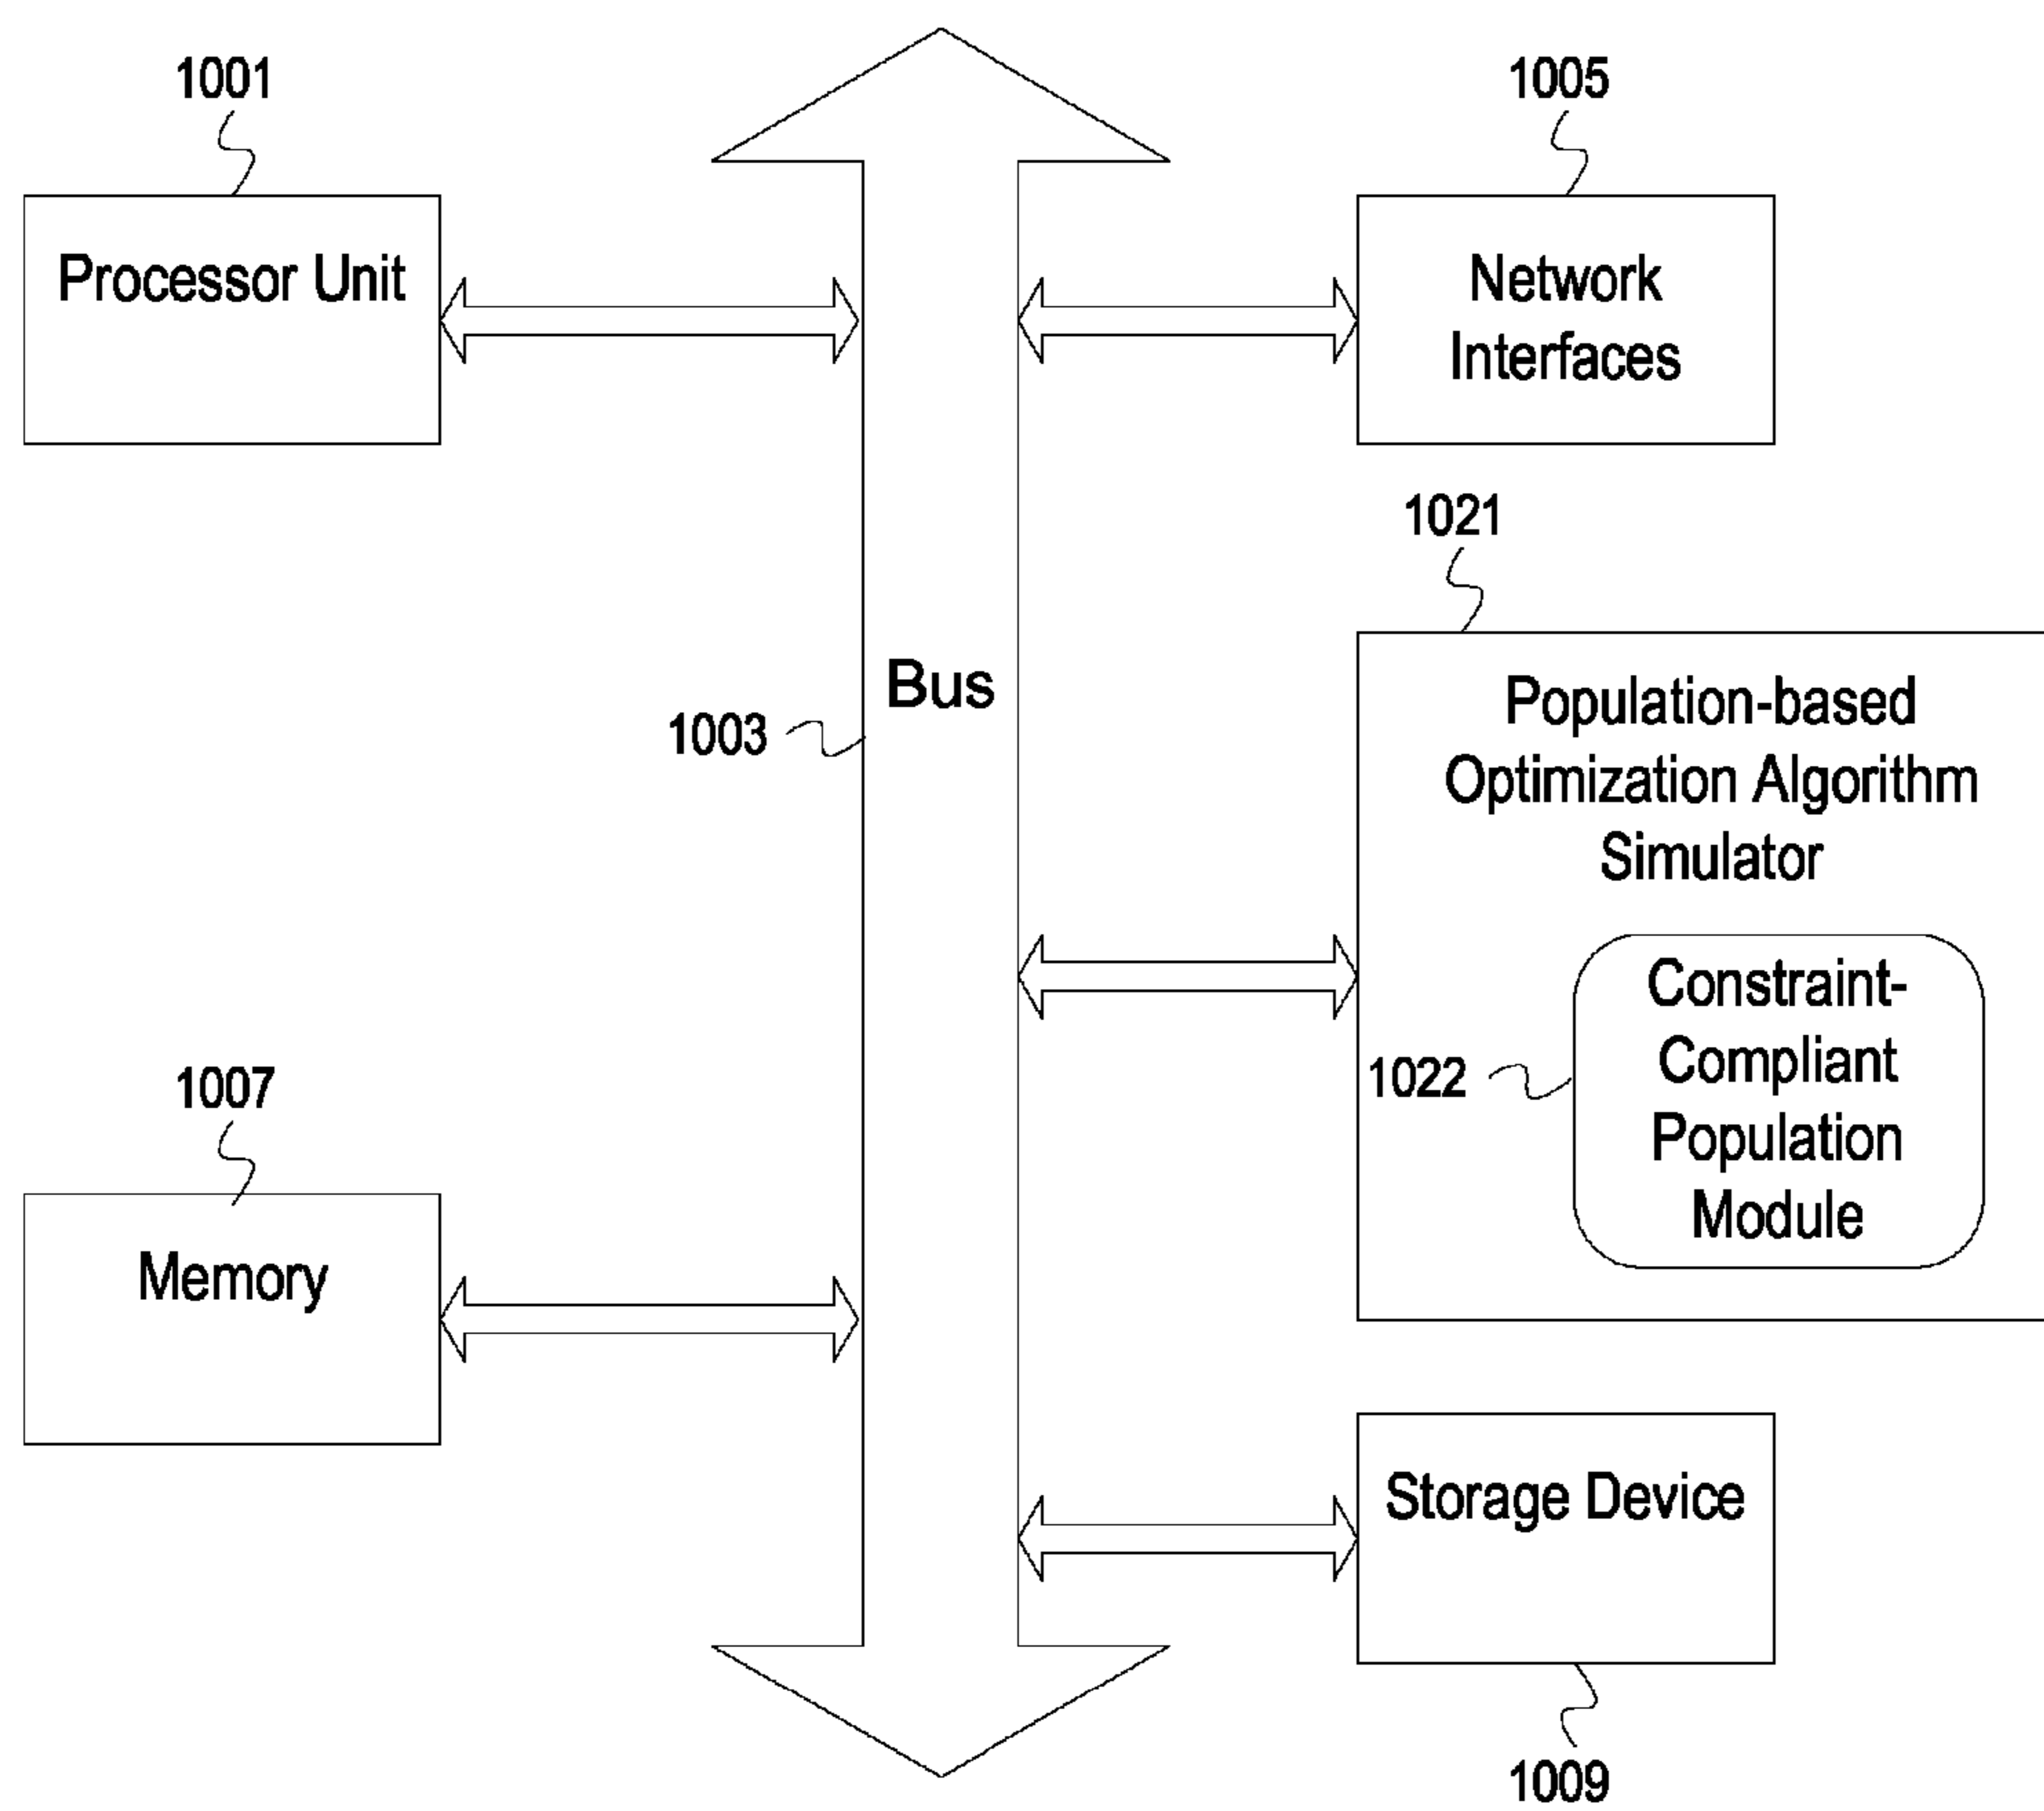 1001
Processor Unit
1005
Network
Interfaces
1021
Bus
1003
Population-based
Optimization Algorithm
Simulator
Constraint-
Compliant
Population
Module
1022
1007
Memory
Storage Device
1009